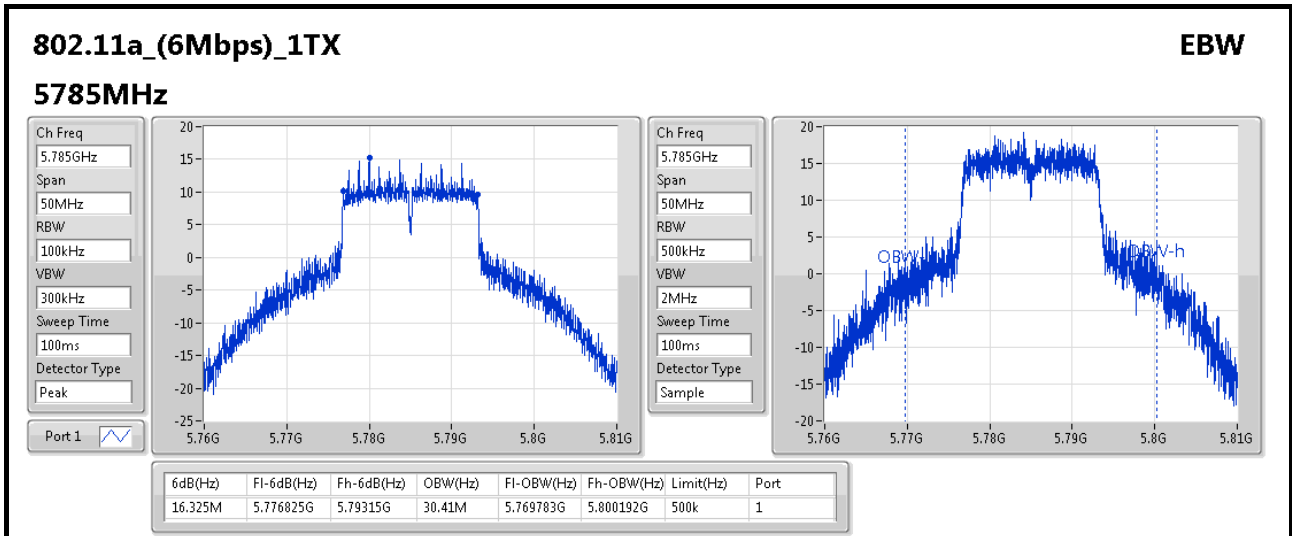 802.11a_(6Mbps)_1TX
EBW
5785MHz
Ch Freq
5.785GHz
Span
50MHz
RBW
100kHz
VBW
300kHz
Sweep Time
100ms
Detector Type
Peak
Port 1
20
15
10
5
0
-5
-10
-15
-20
-25
5.76G 5.77G 5.78G 5.79G 5.8G 5.81G
Ch Freq
5.785GHz
Span
50MHz
RBW
500kHz
VBW
2MHz
Sweep Time
100ms
Detector Type
Sample
20
15
10
5
0
-5
-10
-15
-20
OBW
OBW-h
5.76G 5.77G 5.78G 5.79G 5.8G 5.81G
6dB(Hz) Fl-6dB(Hz) Fh-6dB(Hz) OBW(Hz) Fl-OBW(Hz) Fh-OBW(Hz) Limit(Hz) Port
16.325M 5.776825G 5.79315G 30.41M 5.769783G 5.800192G 500k 1